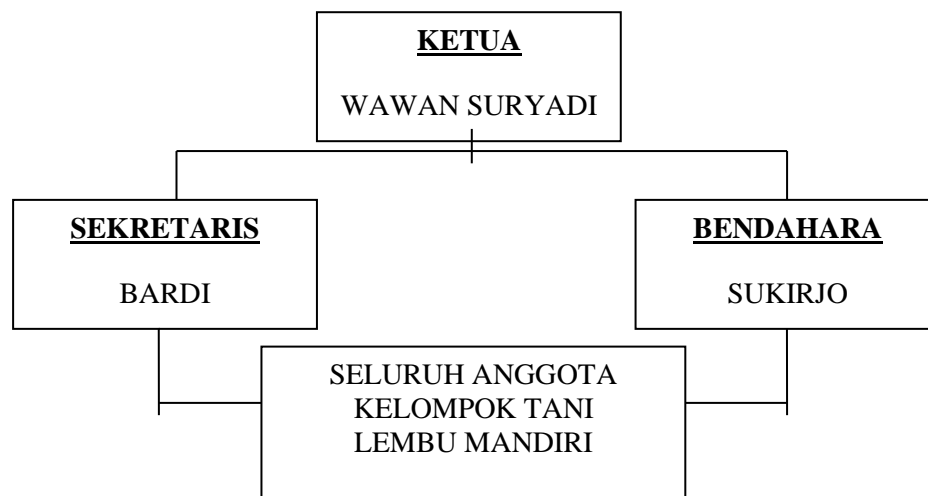 KETUA
WAWAN SURYADI
SEKRETARIS
BARDI
BENDAHARA
SUKIRJO
SELURUH ANGGOTA
KELOMPOK TANI
LEMBU MANDIRI